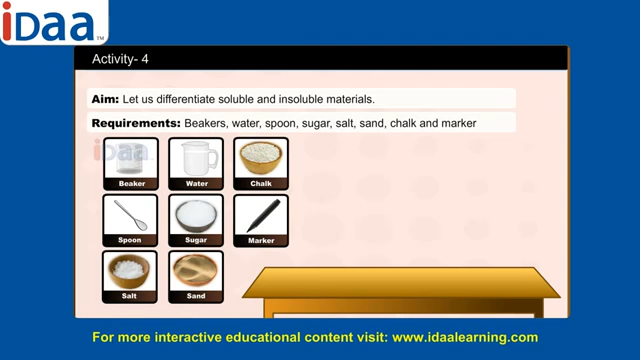 iDaa™
Activity- 4
Aim: Let us differentiate soluble and insoluble materials.
Requirements: Beakers, water, spoon, sugar, salt, sand, chalk and marker
iDaa
Beaker
Water
Chalk
Spoon
Sugar
Marker
Salt
Sand
For more interactive educational content visit: www.idaalearning.com